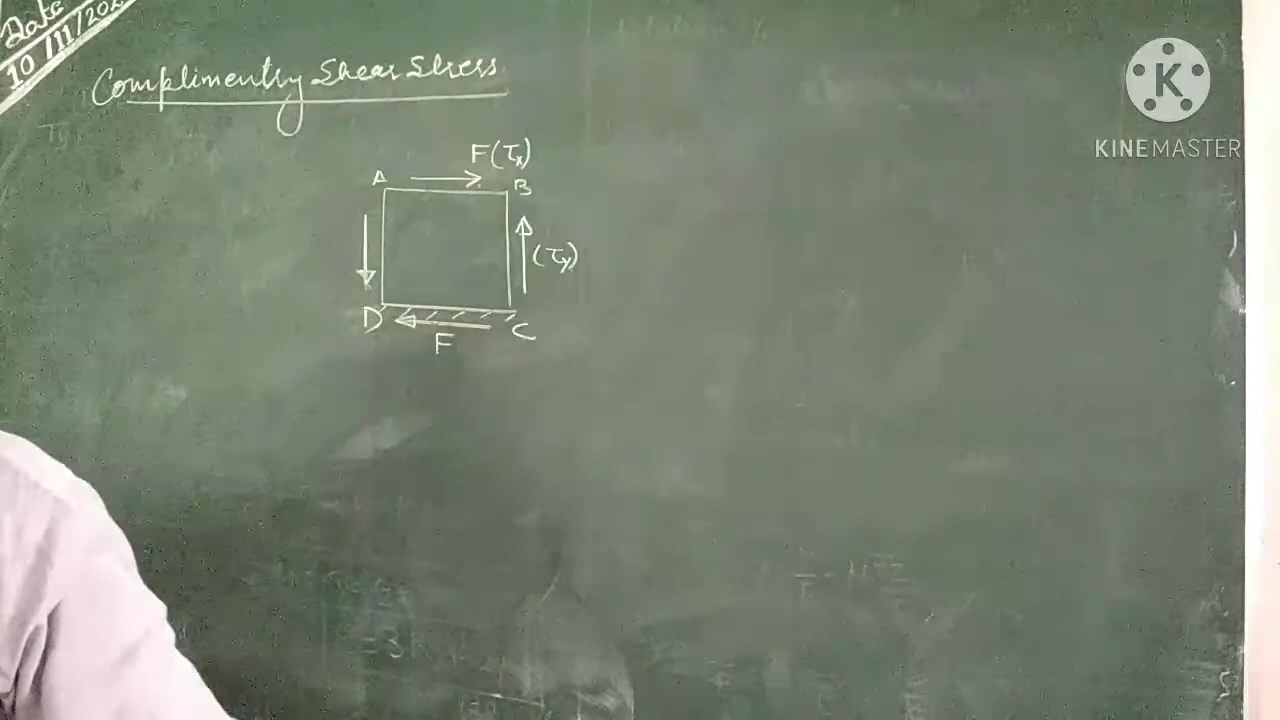 Date
10/11/202
Complimentry Shear Stress
F(τx)
A B
(τy)
D C
F
K
KINEMASTER